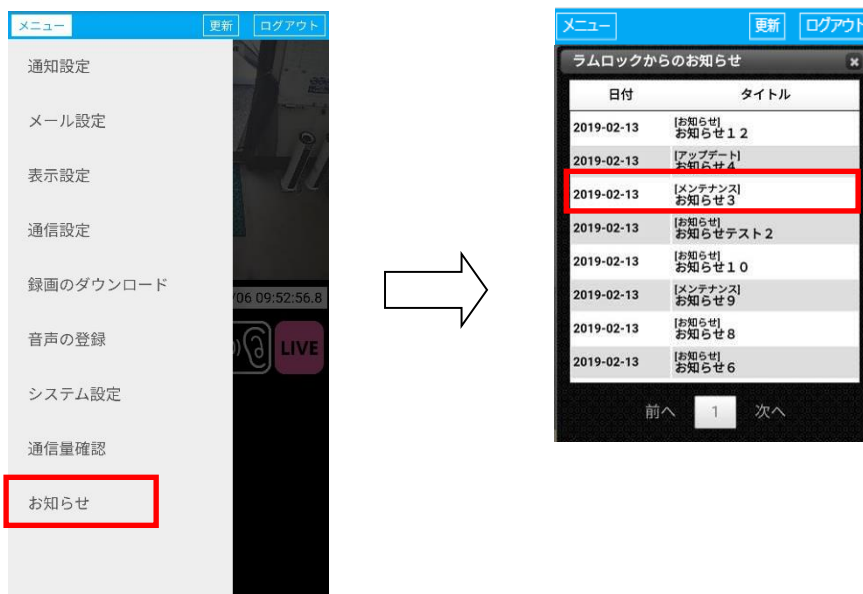 メニュー
更新
ログアウト
通知設定
メール設定
表示設定
通信設定
録画のダウンロード
音声の登録
システム設定
通信量確認
お知らせ
/06 09:52:56.8
LIVE
メニュー
更新
ログアウト
ラムロックからのお知らせ
日付 タイトル
2019-02-13 [お知らせ]
お知らせ12
2019-02-13 [アップデート]
お知らせ4
2019-02-13 [メンテナンス]
お知らせ3
2019-02-13 [お知らせ]
お知らせテスト2
2019-02-13 [お知らせ]
お知らせ10
2019-02-13 [メンテナンス]
お知らせ9
2019-02-13 [お知らせ]
お知らせ8
2019-02-13 [お知らせ]
お知らせ6
前へ 1 次へ